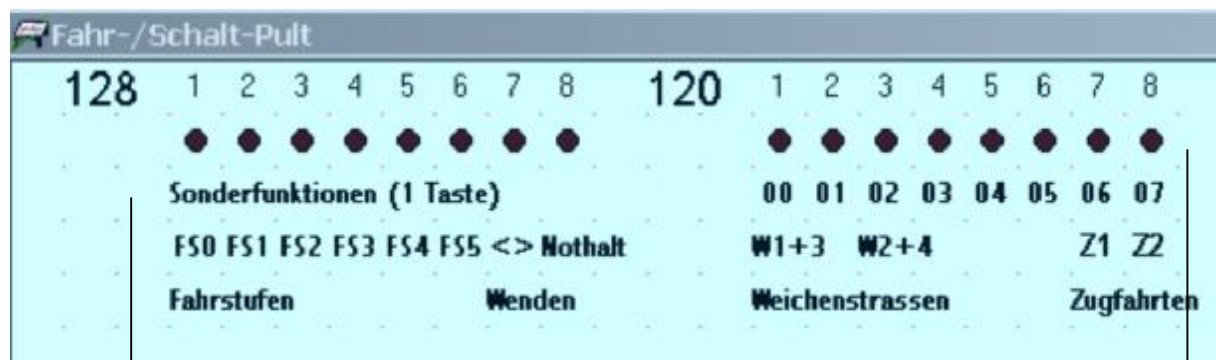 Fahr-/Schalt-Pult
128 1 2 3 4 5 6 7 8 120 1 2 3 4 5 6 7 8
Sonderfunktionen (1 Taste) 00 01 02 03 04 05 06 07
FS0 FS1 FS2 FS3 FS4 FS5 <> Nothalt W1+3 W2+4 Z1 Z2
Fahrstufen Wenden Weichenstrassen Zugfahrten